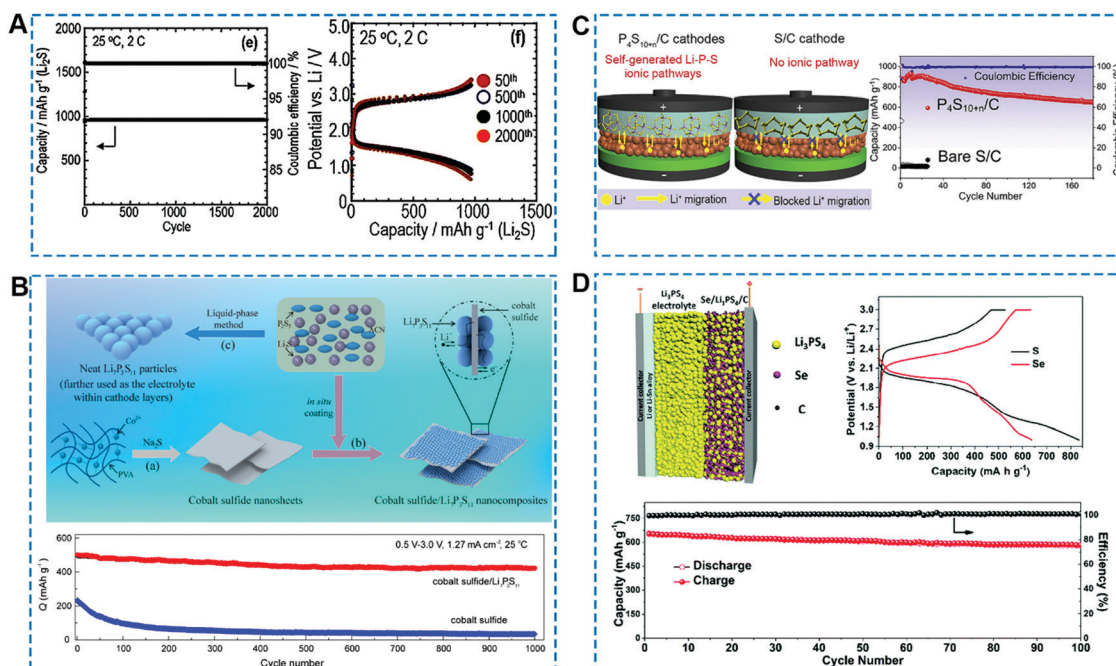 A
25 ºC, 2 C
(e)
Capacity / mAh g⁻¹ (Li₂S)
2000
1500
1000
500
0
500
1000
1500
2000
Cycle
100
95
90
85
Coulombic efficiency / %
25 ºC, 2 C
(f)
Potential vs. Li / V
5.0
4.0
3.0
2.0
1.0
0.0
50th
500th
1000th
2000th
0
500
1000
1500
Capacity / mAh g⁻¹ (Li₂S)
C
P₄S₁₀₊ₙ/C cathodes
S/C cathode
Self-generated Li-P-S
ionic pathways
No ionic pathway
+
+
−
−
Li⁺
Li⁺ migration
Blocked Li⁺ migration
Capacity (mAh g⁻¹)
1000
800
600
400
200
0
Coulombic Efficiency
P₄S₁₀₊ₙ/C
Bare S/C
0
60
120
180
Cycle Number
100
80
60
40
20
0
Coulombic Efficiency (%)
B
Liquid-phase
method
(c)
P₂S₅
ACN
Li₂S
Li₇P₃S₁₁
cobalt
sulfide
Li⁺
Neat Li₇P₃S₁₁ particles
(further used as the electrolyte
within cathode layers)
in situ
coating
Co²⁺
Na₂S
(a)
(b)
PVA
Cobalt sulfide nanosheets
Cobalt sulfide/Li₇P₃S₁₁ nanocomposites
Q (mAh g⁻¹)
600
400
200
0
0.5 V-3.0 V, 1.27 mA cm⁻², 25 ℃
cobalt sulfide/Li₇P₃S₁₁
cobalt sulfide
0
100
200
300
400
500
600
700
800
900
1000
Cycle number
D
Li₃PS₄
electrolyte
Se/Li₃PS₄/C
Current collector
Li or Li-Sn alloy
Current collector
Li₃PS₄
Se
C
Potential (V vs. Li/Li⁺)
3.3
3.0
2.7
2.4
2.1
1.8
1.5
1.2
0.9
S
Se
0
100
200
300
400
500
600
700
800
Capacity (mA h g⁻¹)
Capacity (mAh g⁻¹)
750
600
450
300
150
0
Discharge
Charge
0
10
20
30
40
50
60
70
80
90
100
Cycle Number
100
80
60
40
20
0
Efficiency
(%)